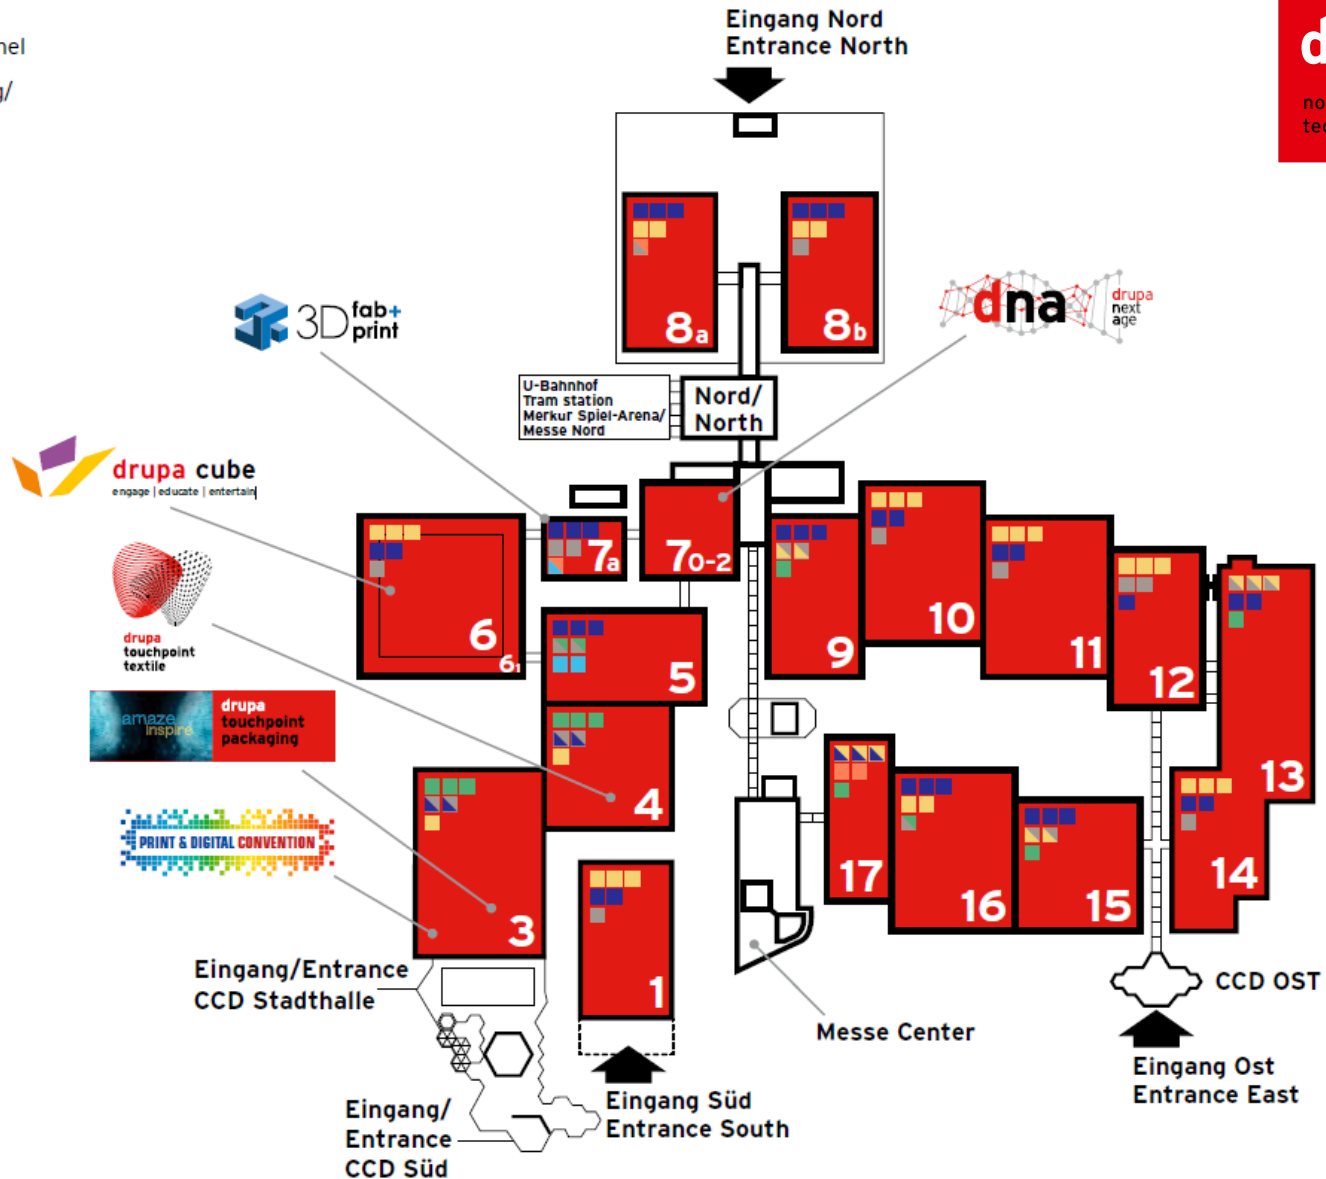 Eingang Nord
Entrance North
nel
g/
d
no
tec
8a
8b
3D fab+
print
dna
drupa
next
age
U-Bahnhof
Tram station
Merkur Spiel-Arena/
Messe Nord
Nord/
North
drupa cube
engage | educate | entertain
6
61
7a
70-2
9
10
11
12
13
drupa
touchpoint
textile
5
amaze
inspire
drupa
touchpoint
packaging
4
PRINT & DIGITAL CONVENTION
3
1
17
16
15
14
Eingang/Entrance
CCD Stadthalle
CCD OST
Messe Center
Eingang Ost
Entrance East
Eingang Süd
Entrance South
Eingang/
Entrance
CCD Süd